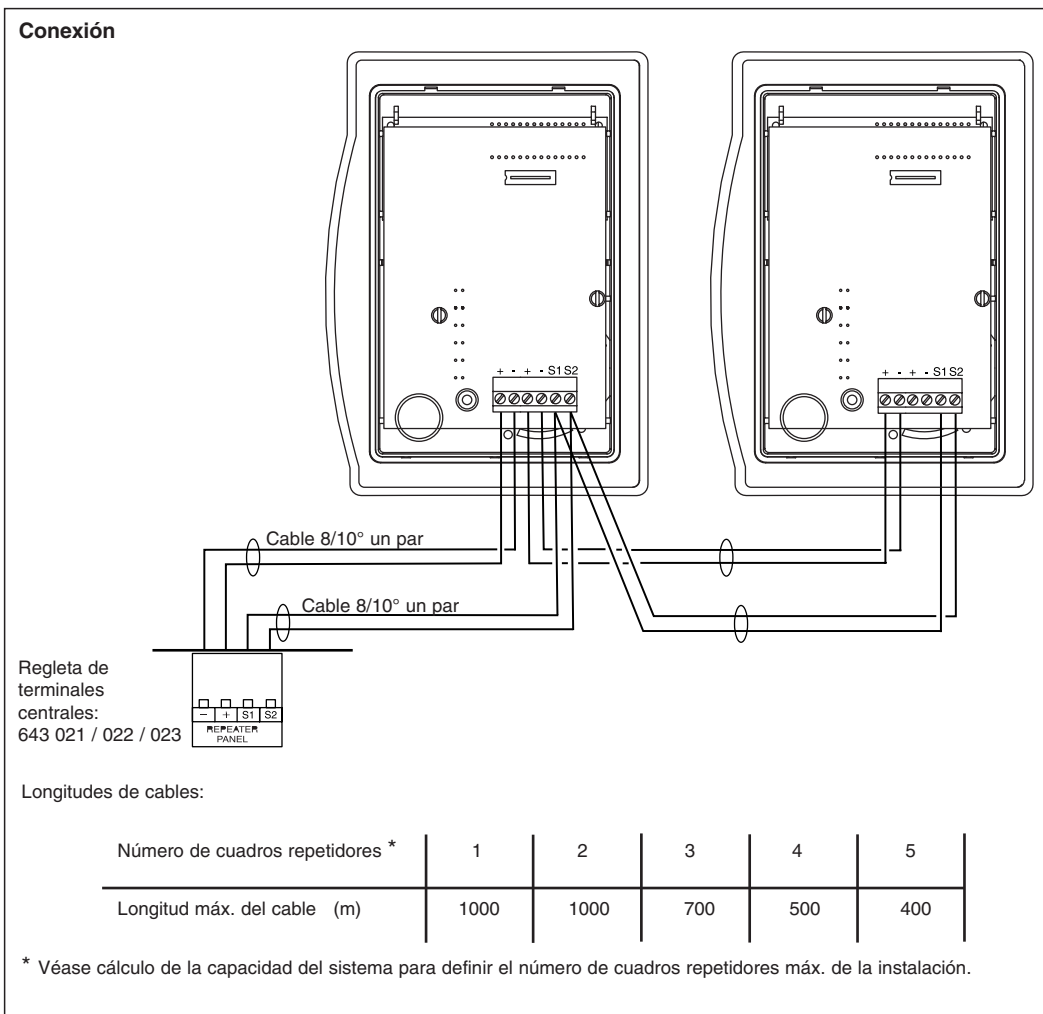 Conexión
+ - + - S1 S2
+ - + - S1 S2
Cable 8/10° un par
Cable 8/10° un par
Regleta de
terminales
centrales:
643 021 / 022 / 023
- + S1 S2
REPEATER
PANEL
Longitudes de cables:
Número de cuadros repetidores * 1 2 3 4 5
Longitud máx. del cable (m) 1000 1000 700 500 400
* Véase cálculo de la capacidad del sistema para definir el número de cuadros repetidores máx. de la instalación.